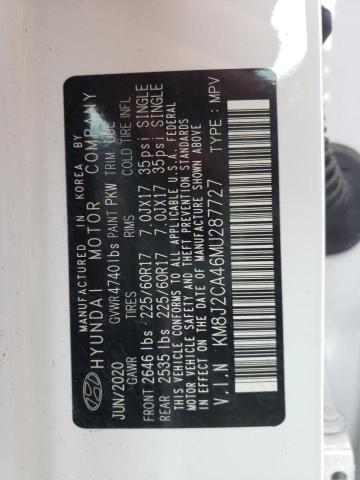 MANUFACTURED IN KOREA BY
HYUNDAI MOTOR COMPANY
JUN/2020 GVWR 4740lbs PAINT PKW TRIM
GAWR TIRES RIMS COLD TIRE INFL
FRONT 2646 lbs 225/60R17 7.0JX17 35psi SINGLE
REAR 2535 lbs 225/60R17 7.0JX17 35psi SINGLE
THIS VEHICLE CONFORMS TO ALL APPLICABLE U.S.A. FEDERAL
MOTOR VEHICLE SAFETY AND THEFT PREVENTION STANDARDS
IN EFFECT ON THE DATE OF MANUFACTURE SHOWN ABOVE
V.I.N KM8J2CA46MU287727 TYPE: MPV